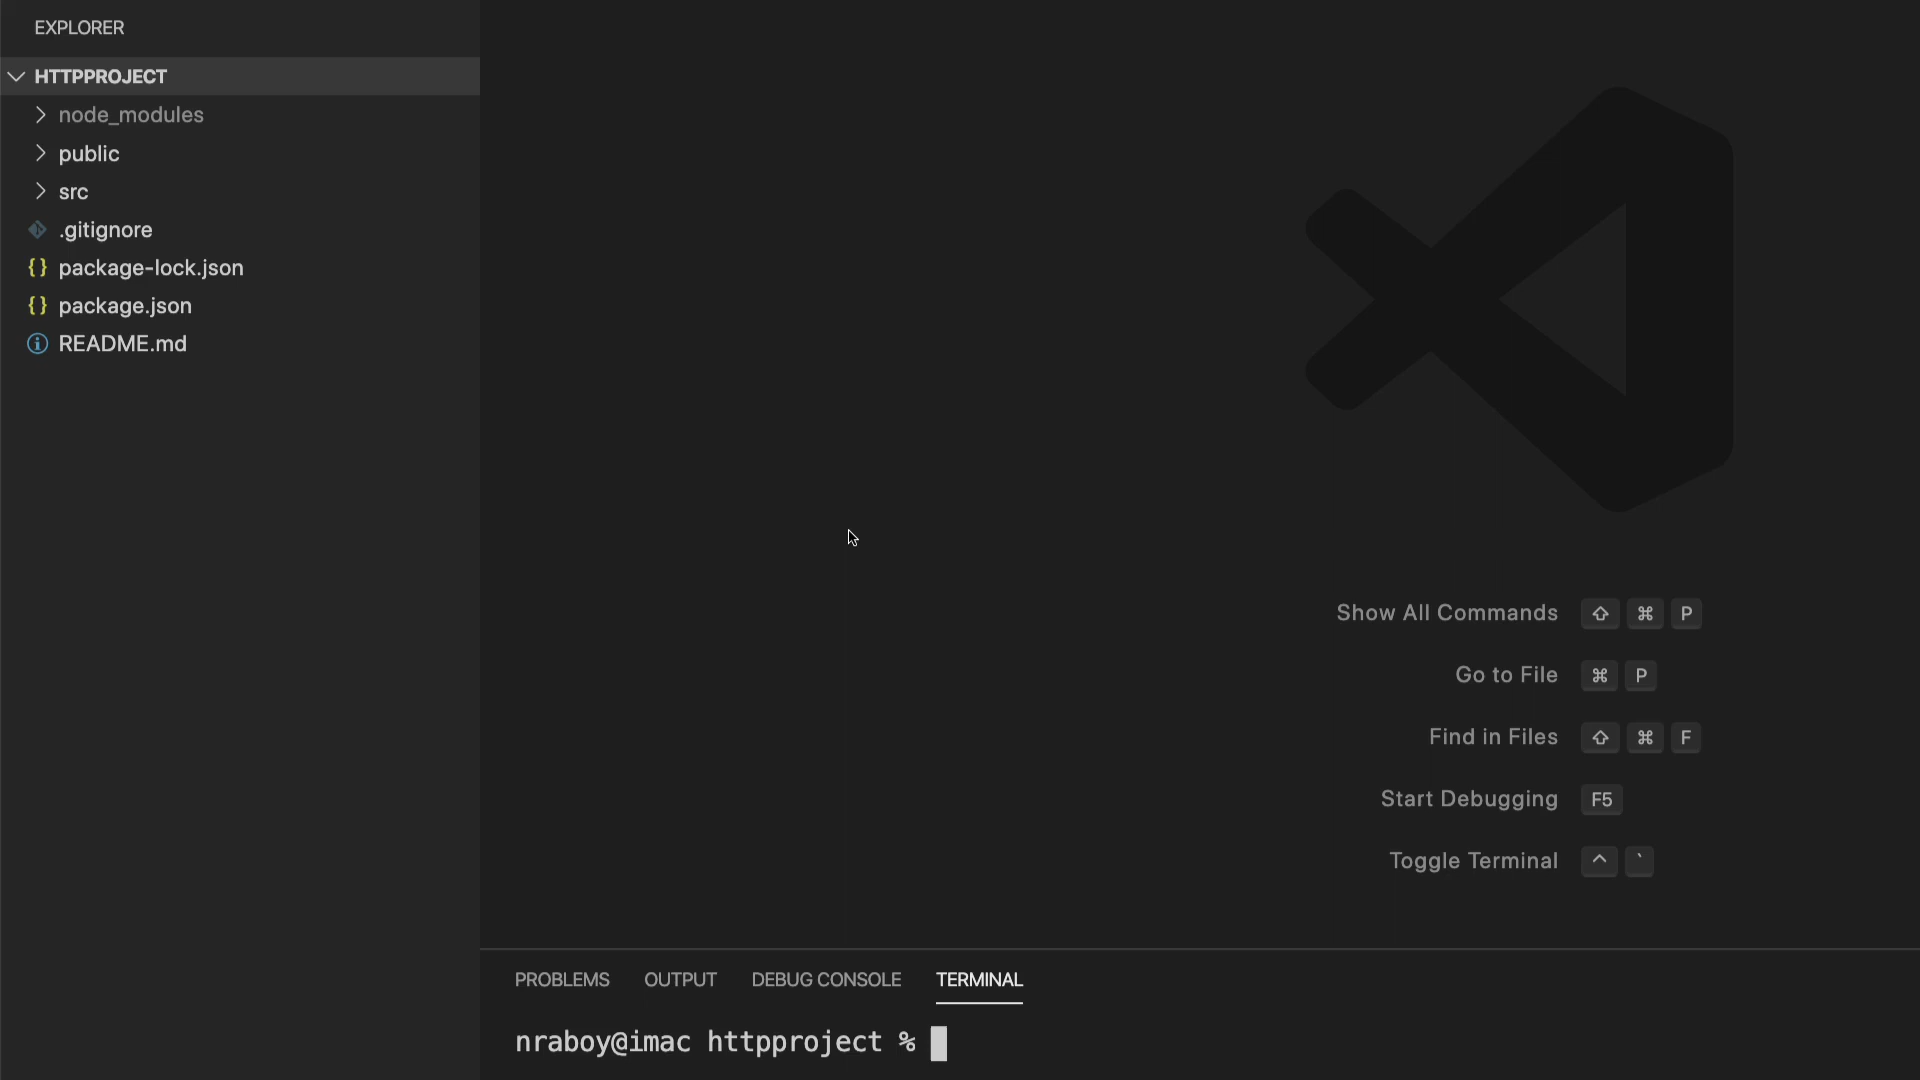 EXPLORER
HTTPPROJECT
node_modules
public
src
.gitignore
{} package-lock.json
{} package.json
README.md
Show All Commands ⇧ ⌘ P
Go to File ⌘ P
Find in Files ⇧ ⌘ F
Start Debugging F5
Toggle Terminal ^ `
PROBLEMS OUTPUT DEBUG CONSOLE TERMINAL
nraboy@imac httpproject %